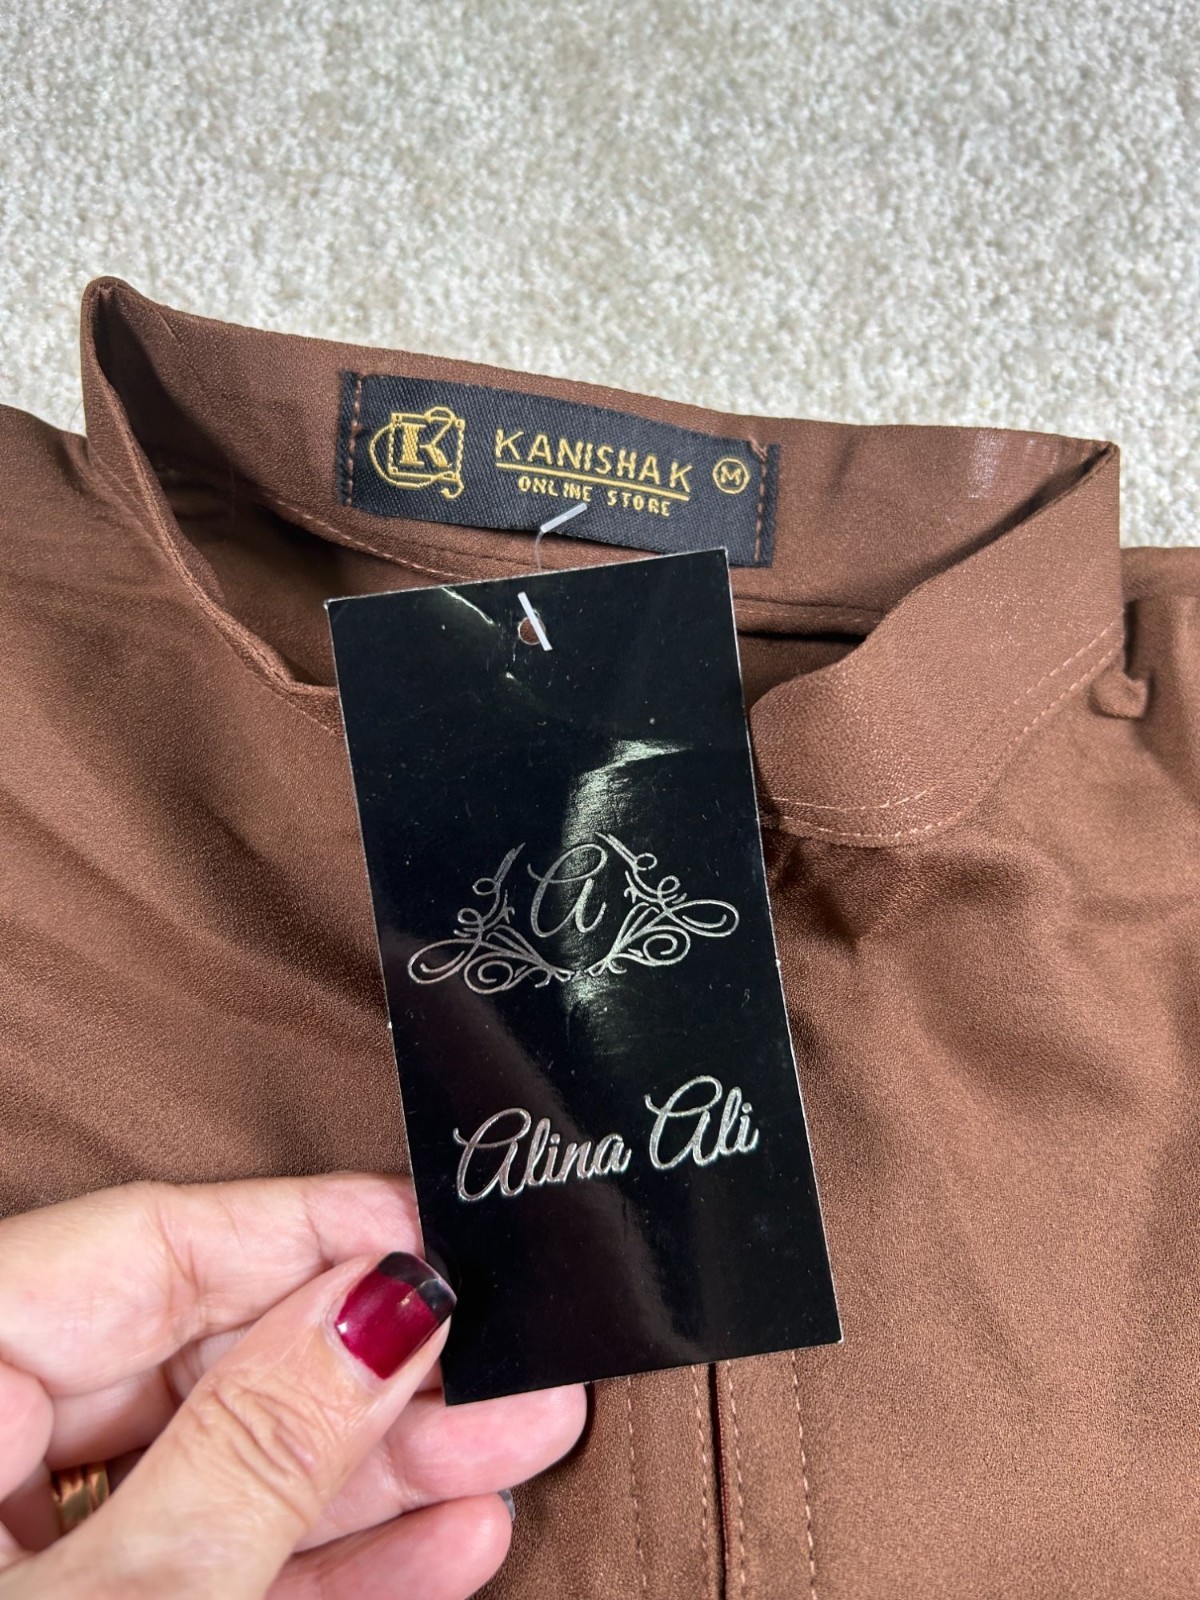 K
KANISHAK
ONLINE STORE
M
A
Alina Ali